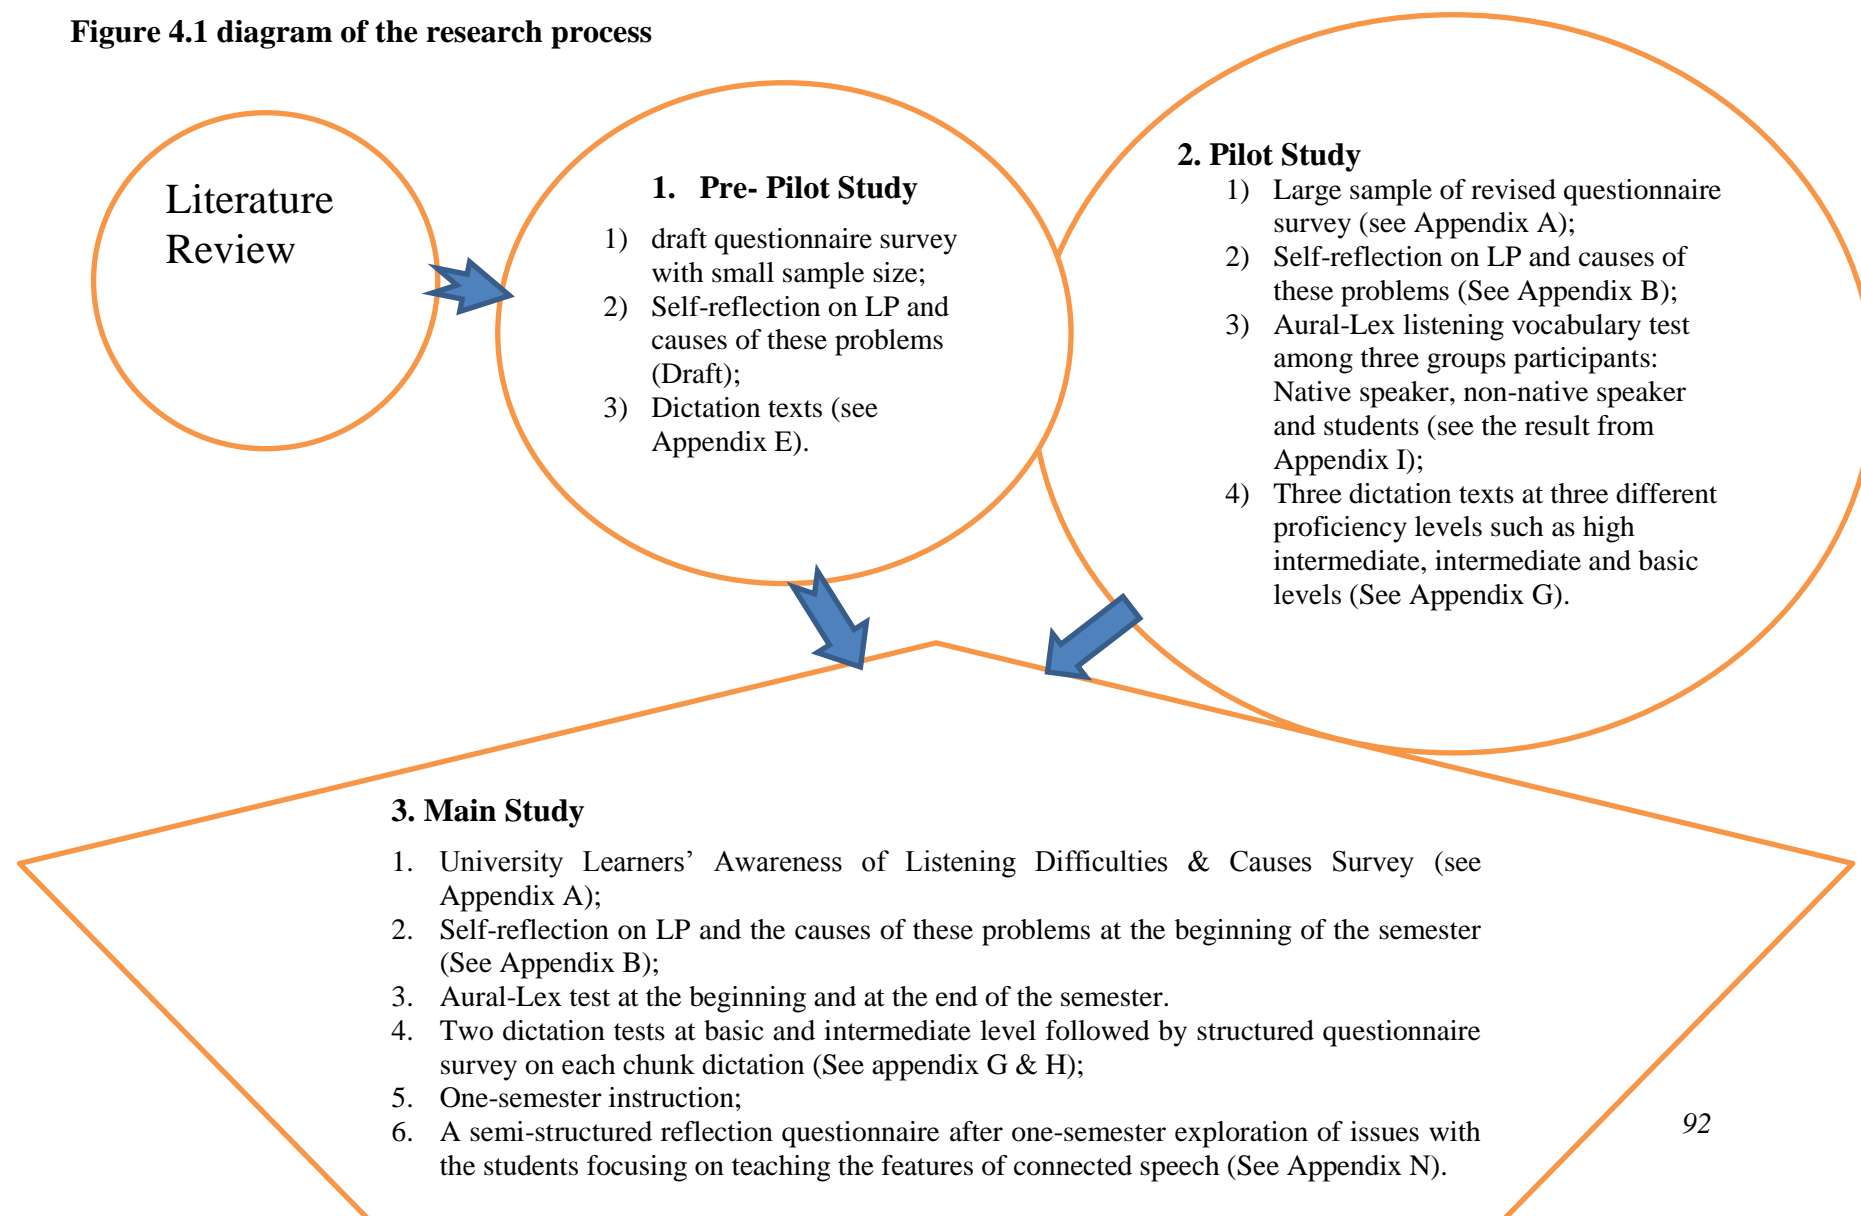 Figure 4.1 diagram of the research process
Literature
Review
1. Pre- Pilot Study
1) draft questionnaire survey
with small sample size;
2) Self-reflection on LP and
causes of these problems
(Draft);
3) Dictation texts (see
Appendix E).
2. Pilot Study
1) Large sample of revised questionnaire
survey (see Appendix A);
2) Self-reflection on LP and causes of
these problems (See Appendix B);
3) Aural-Lex listening vocabulary test
among three groups participants:
Native speaker, non-native speaker
and students (see the result from
Appendix I);
4) Three dictation texts at three different
proficiency levels such as high
intermediate, intermediate and basic
levels (See Appendix G).
3. Main Study
1. University Learners’ Awareness of Listening Difficulties & Causes Survey (see
Appendix A);
2. Self-reflection on LP and the causes of these problems at the beginning of the semester
(See Appendix B);
3. Aural-Lex test at the beginning and at the end of the semester.
4. Two dictation tests at basic and intermediate level followed by structured questionnaire
survey on each chunk dictation (See appendix G & H);
5. One-semester instruction;
6. A semi-structured reflection questionnaire after one-semester exploration of issues with
the students focusing on teaching the features of connected speech (See Appendix N).
92